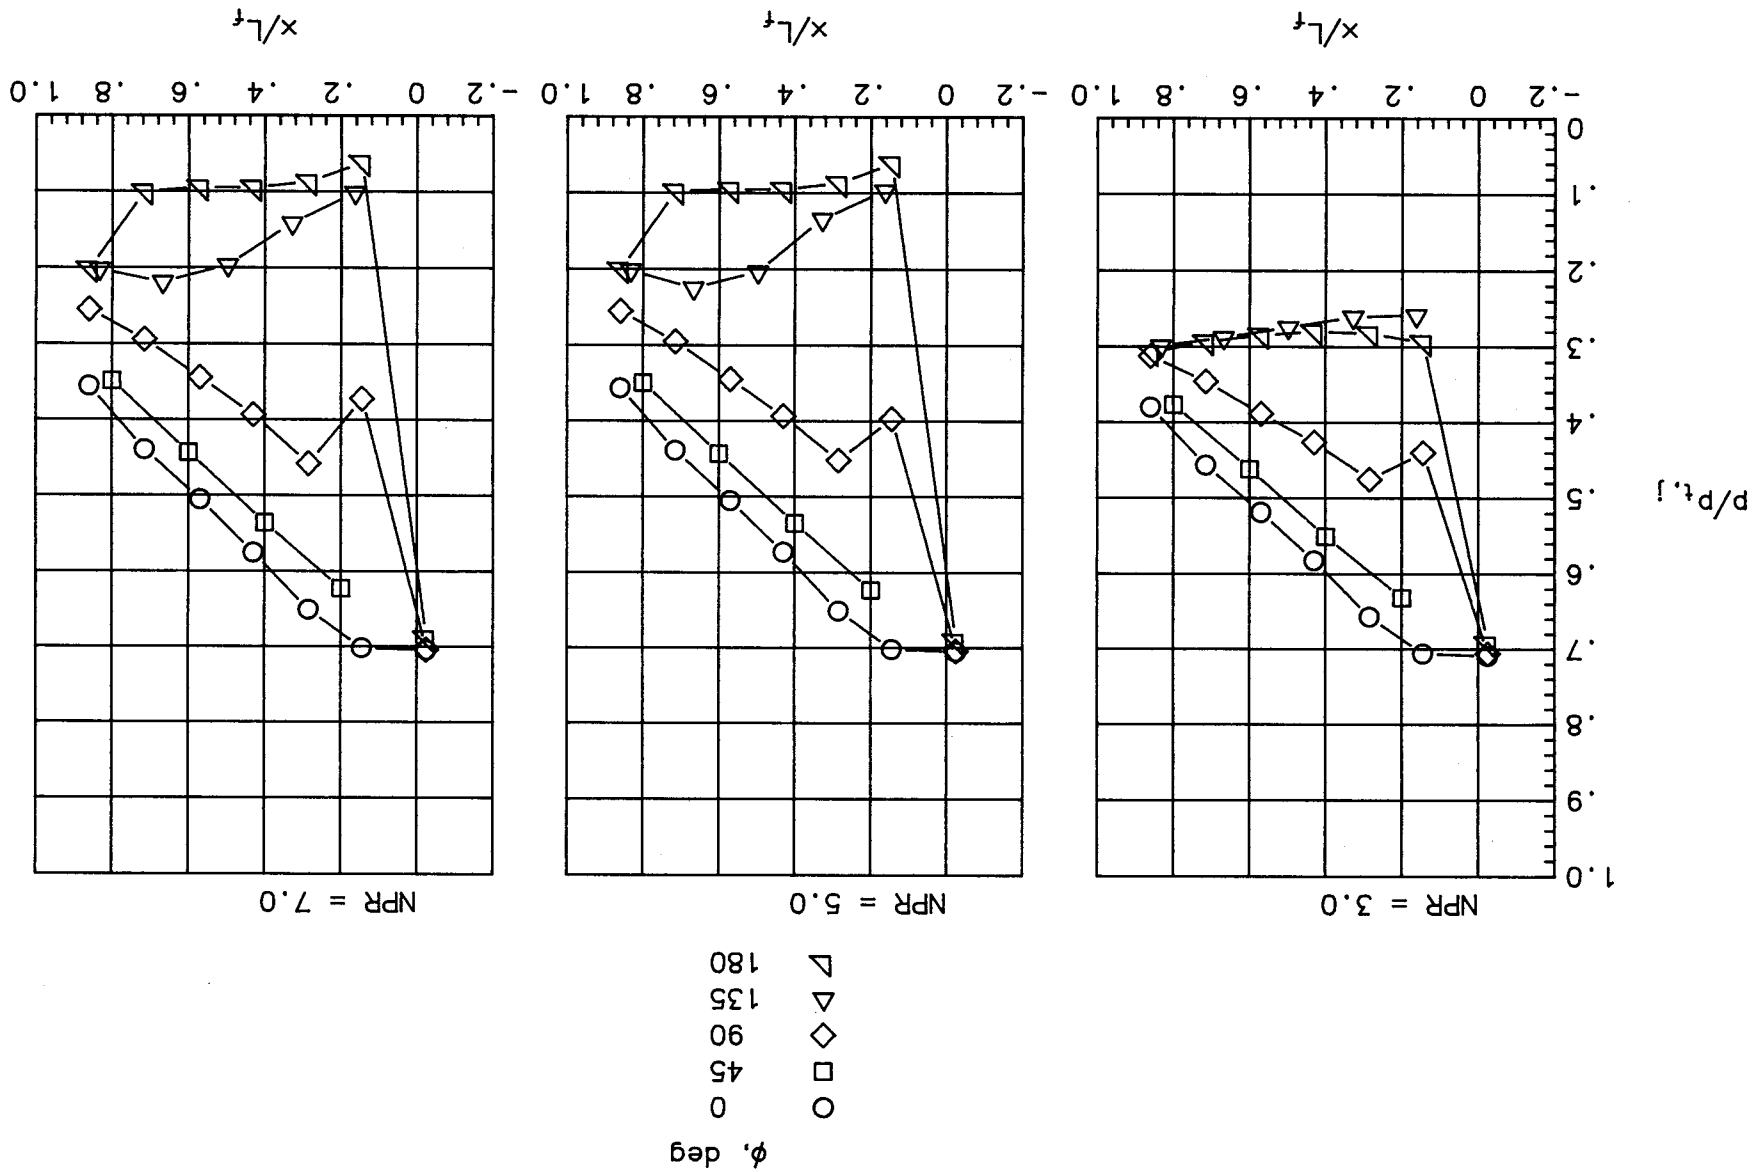 ϕ, deg
0
45
90
135
180
NPR = 3.0
NPR = 5.0
NPR = 7.0
1.0
.9
.8
.7
.6
.5
p/p_t,j
.4
.3
.2
.1
0
-.2 0 .2 .4 .6 .8 1.0
-.2 0 .2 .4 .6 .8 1.0
-.2 0 .2 .4 .6 .8 1.0
x/L_f
x/L_f
x/L_f